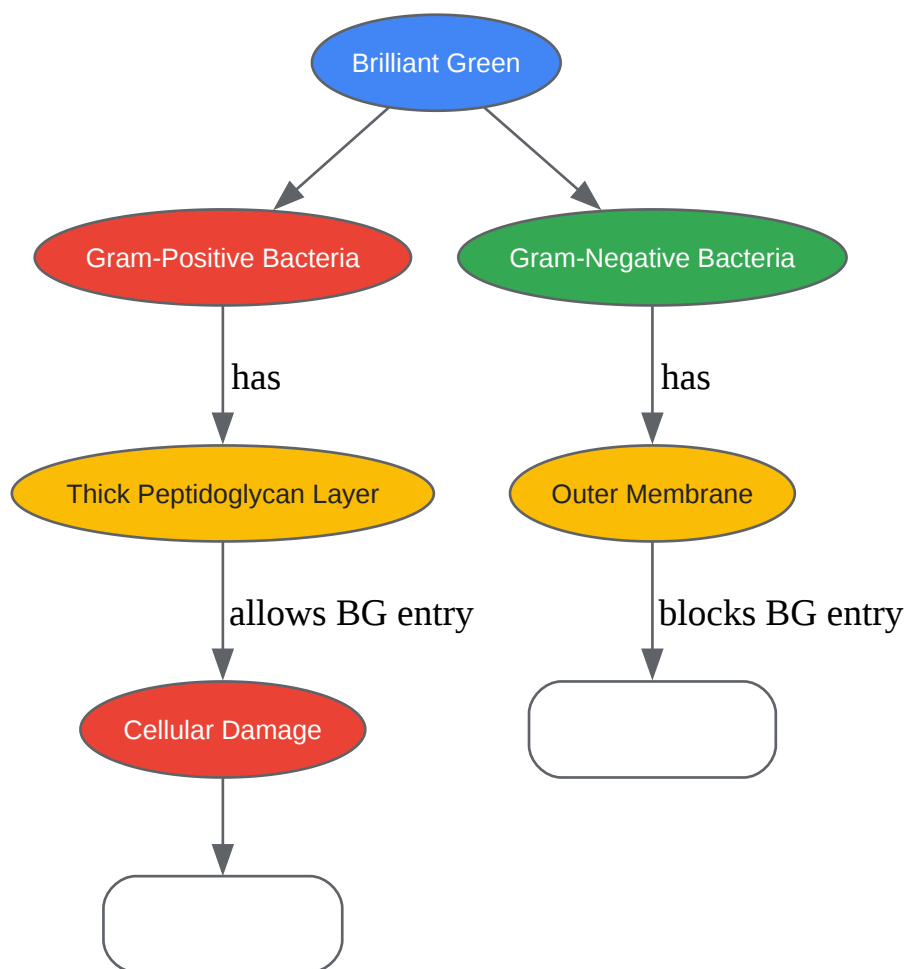 Brilliant Green
Gram-Positive Bacteria
Gram-Negative Bacteria
has
has
Thick Peptidoglycan Layer
Outer Membrane
allows BG entry
blocks BG entry
Cellular Damage